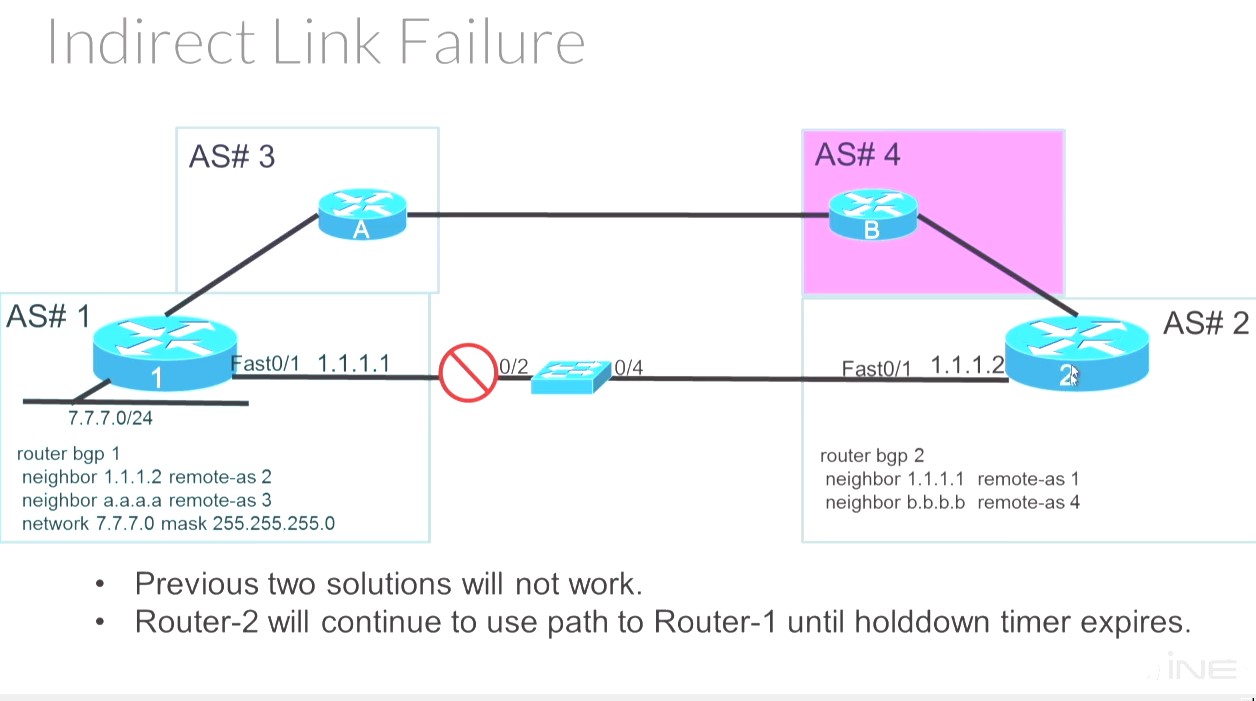 Indirect Link Failure
AS# 3
AS# 4
A
B
AS# 1
AS# 2
1
Fast0/1 1.1.1.1
0/2
0/4
Fast0/1 1.1.1.2
2
7.7.7.0/24
router bgp 1
neighbor 1.1.1.2 remote-as 2
neighbor a.a.a.a remote-as 3
network 7.7.7.0 mask 255.255.255.0
router bgp 2
neighbor 1.1.1.1 remote-as 1
neighbor b.b.b.b remote-as 4
• Previous two solutions will not work.
• Router-2 will continue to use path to Router-1 until holddown timer expires.
iNE